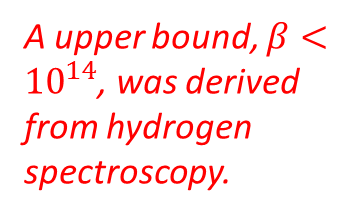 A upper bound, β <
10¹⁴, was derived
from hydrogen
spectroscopy.